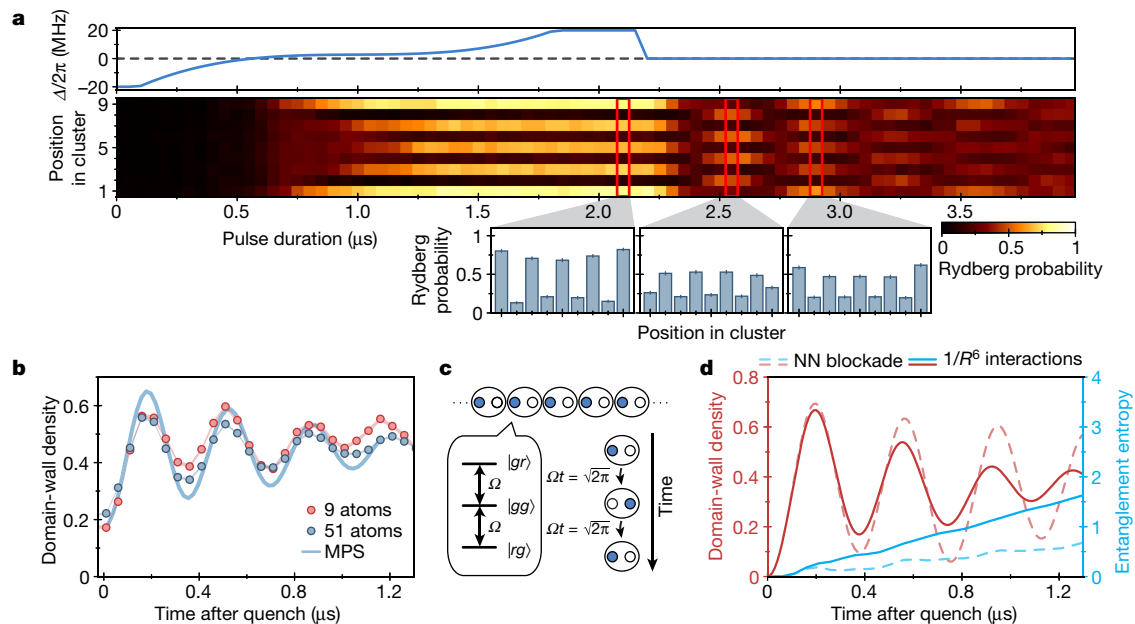 a
Δ/2π (MHz)
20
0
−20
Position
in cluster
9
5
1
0
0.5
1.0
1.5
2.0
2.5
3.0
3.5
Pulse duration (μs)
0
0.5
1
Rydberg probability
Rydberg
probability
1
0.5
0
Position in cluster
b
Domain-wall density
0.6
0.4
0.2
0
9 atoms
51 atoms
MPS
0
0.4
0.8
1.2
Time after quench (μs)
c
|gr⟩
Ω
|gg⟩
Ω
|rg⟩
Ωt = √2π
Ωt = √2π
Time
d
NN blockade
1/R⁶ interactions
Domain-wall density
0.8
0.6
0.4
0.2
0
Entanglement entropy
4
3
2
1
0
0
0.4
0.8
1.2
Time after quench (μs)